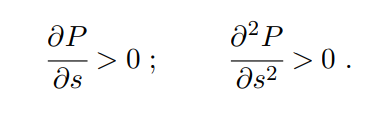 ∂P/∂s > 0 ; ∂²P/∂s² > 0 .